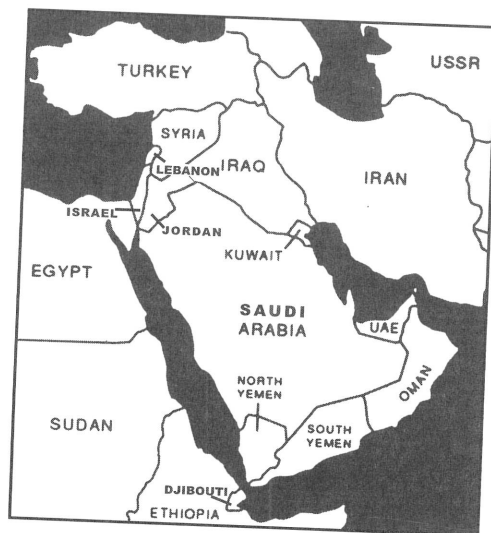 TURKEY
USSR
SYRIA
LEBANON
IRAQ
IRAN
ISRAEL
JORDAN
KUWAIT
EGYPT
SAUDI
ARABIA
UAE
OMAN
NORTH
YEMEN
SUDAN
SOUTH
YEMEN
DJIBOUTI
ETHIOPIA